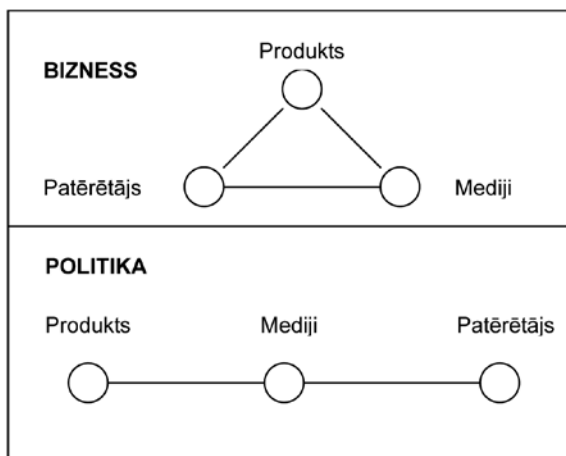 BIZNESS
Produkts
Patērētājs
Mediji
POLITIKA
Produkts
Mediji
Patērētājs